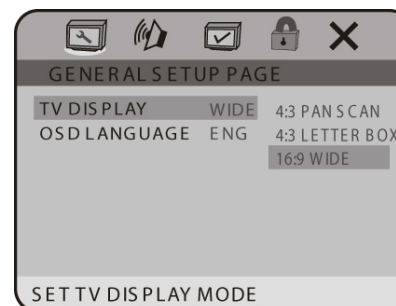 GENERAL SETUP PAGE
TV DISPLAY WIDE 4:3 PAN SCAN
OSD LANGUAGE ENG 4:3 LETTER BOX
16:9 WIDE
SET TV DISPLAY MODE